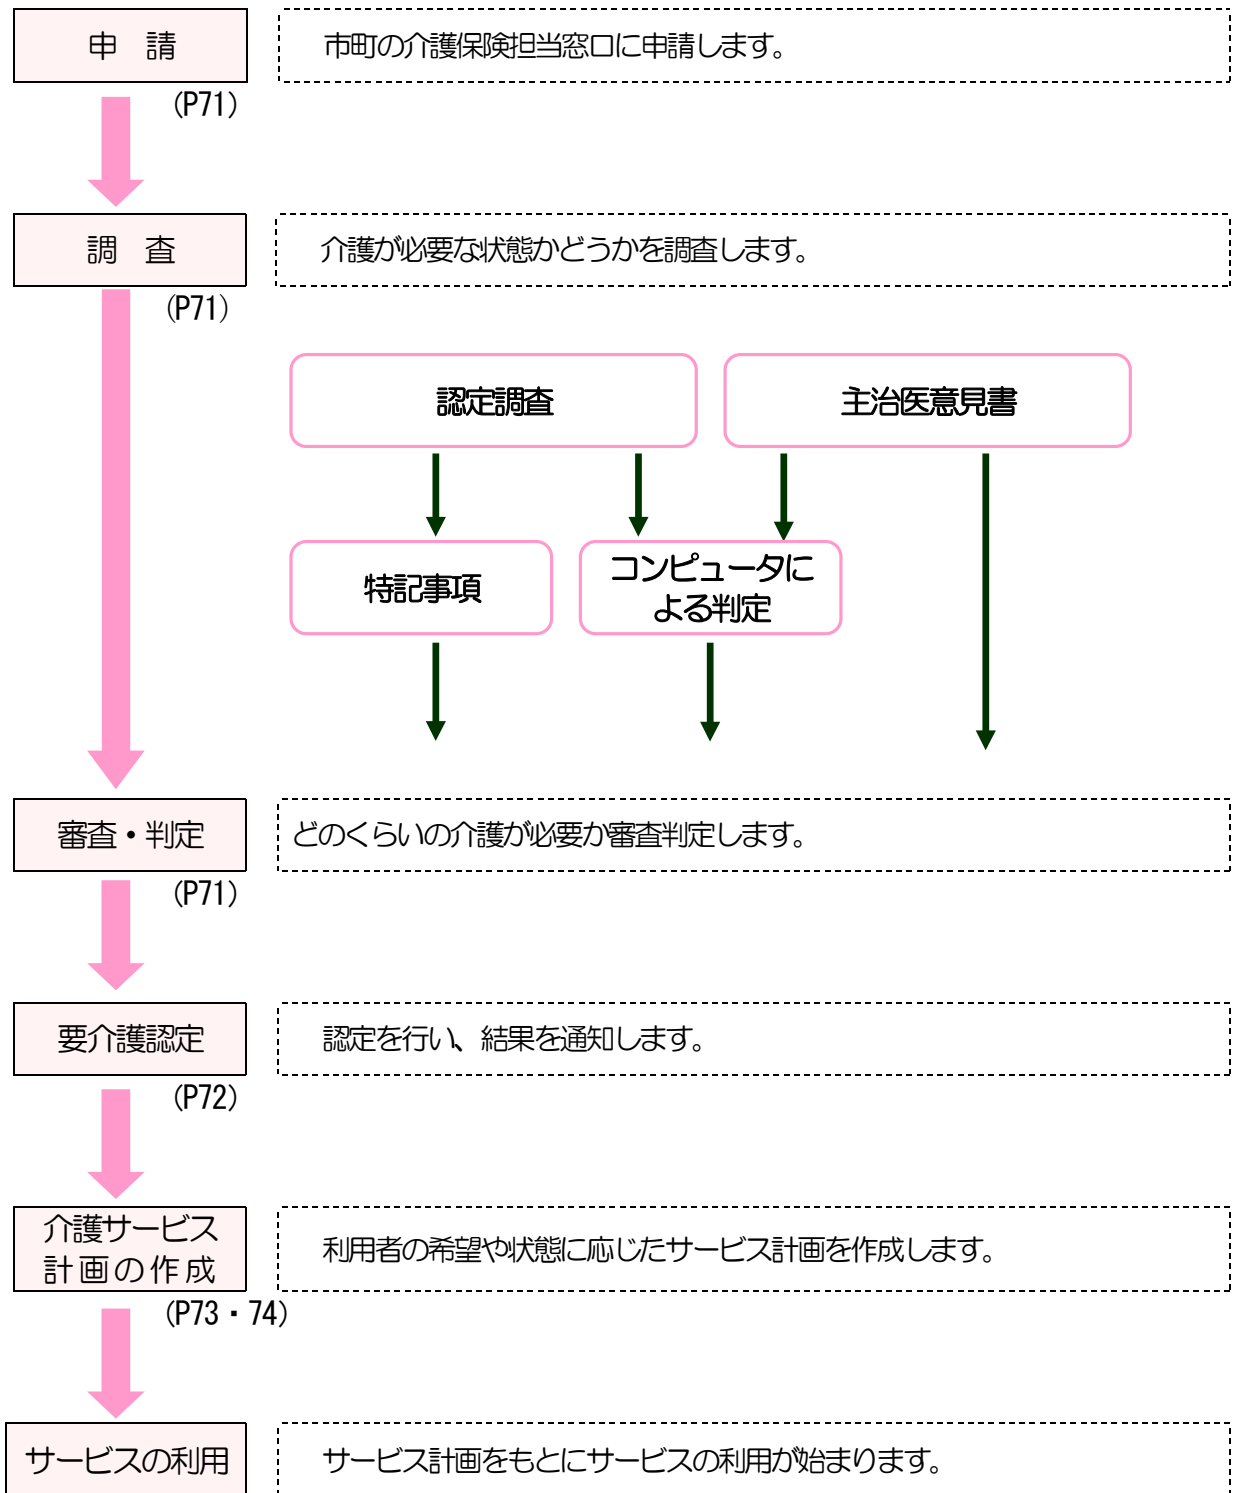 申　請
市町の介護保険担当窓口に申請します。
(P71)
調　査
介護が必要な状態かどうかを調査します。
(P71)
認定調査
主治医意見書
特記事項
コンピュータに
よる判定
審査・判定
どのくらいの介護が必要か審査判定します。
(P71)
要介護認定
認定を行い、結果を通知します。
(P72)
介護サービス
計画の作成
利用者の希望や状態に応じたサービス計画を作成します。
(P73・74)
サービスの利用
サービス計画をもとにサービスの利用が始まります。